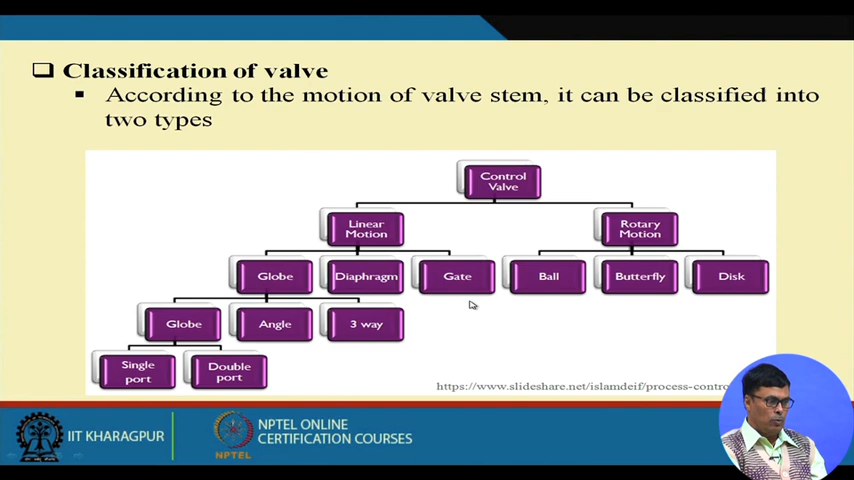 Classification of valve
According to the motion of valve stem, it can be classified into
two types
Control
Valve
Linear
Motion
Rotary
Motion
Globe
Diaphragm
Gate
Ball
Butterfly
Disk
Globe
Angle
3 way
Single
port
Double
port
https://www.slideshare.net/islamdeif/process-contro
IIT KHARAGPUR
NPTEL
NPTEL ONLINE
CERTIFICATION COURSES